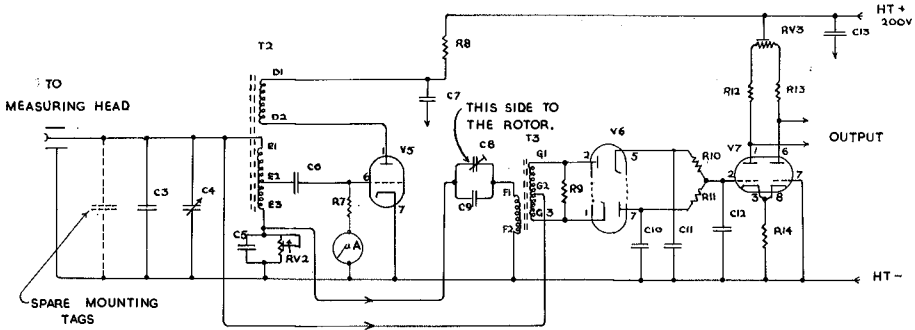 HT +
200V
RV3
C13
R8
T2
TO
MEASURING HEAD
D1
D2
C7
THIS SIDE TO
THE ROTOR.
C8
R12
R13
OUTPUT
V5
T3
V6
V7
E1
E2
E3
C6
C3
C4
R7
C9
F1
F2
G1
G2
G3
R9
R10
R11
1
6
7
2
5
1
7
1
6
2
7
3
8
C5
RV2
μA
C10
C11
C12
R14
SPARE MOUNTING
TAGS
HT -